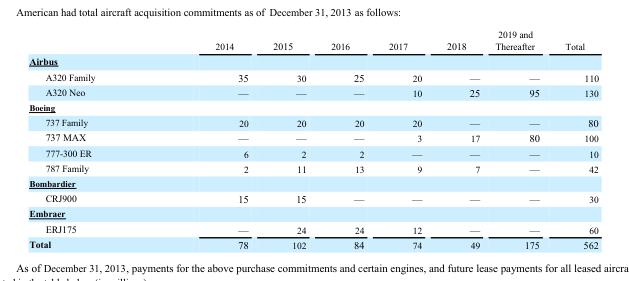 American had total aircraft acquisition commitments as of December 31, 2013 as follows:
2014 2015 2016 2017 2018 2019 and Thereafter Total
Airbus
A320 Family 35 30 25 20 — — 110
A320 Neo — — — 10 25 95 130
Boeing
737 Family 20 20 20 20 — — 80
737 MAX — — — 3 17 80 100
777-300 ER 6 2 2 — — — 10
787 Family 2 11 13 9 7 — 42
Bombardier
CRJ900 15 15 — — — — 30
Embraer
ERJ175 — 24 24 12 — — 60
Total 78 102 84 74 49 175 562
As of December 31, 2013, payments for the above purchase commitments and certain engines, and future lease payments for all leased